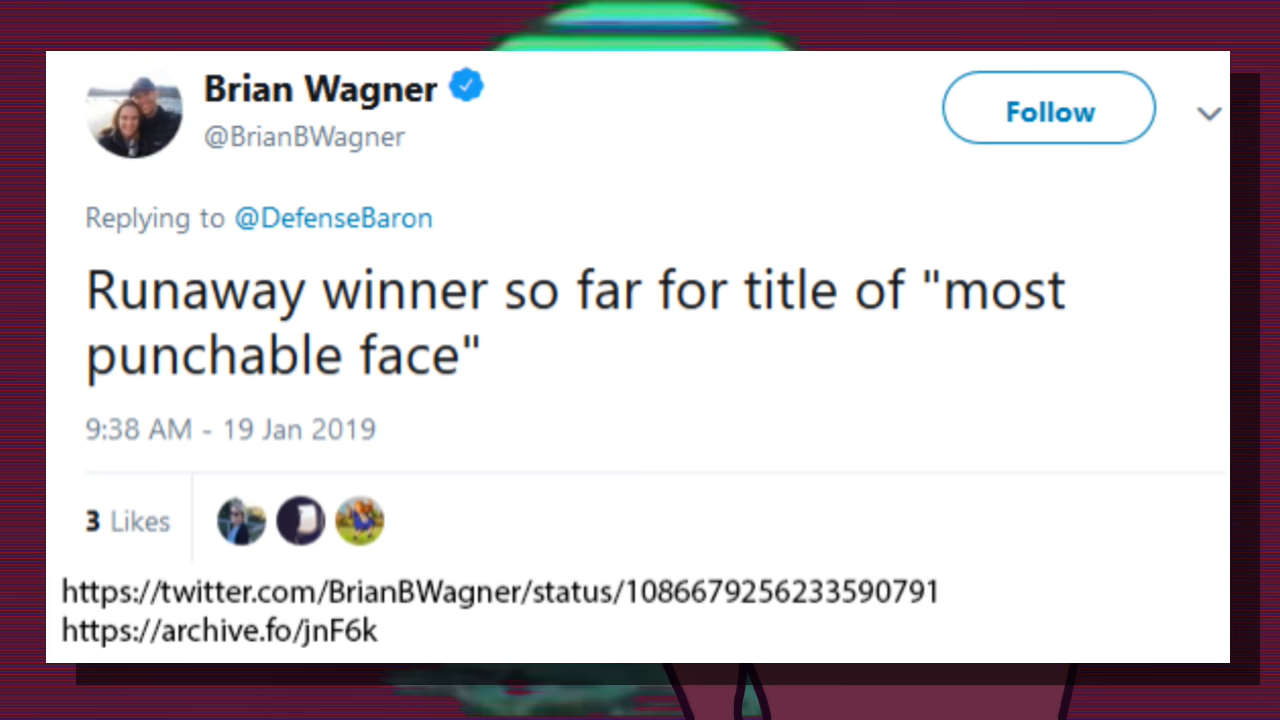 Brian Wagner
@BrianBWagner
Follow
Replying to @DefenseBaron
Runaway winner so far for title of "most
punchable face"
9:38 AM - 19 Jan 2019
3 Likes
https://twitter.com/BrianBWagner/status/1086679256233590791
https://archive.fo/jnF6k